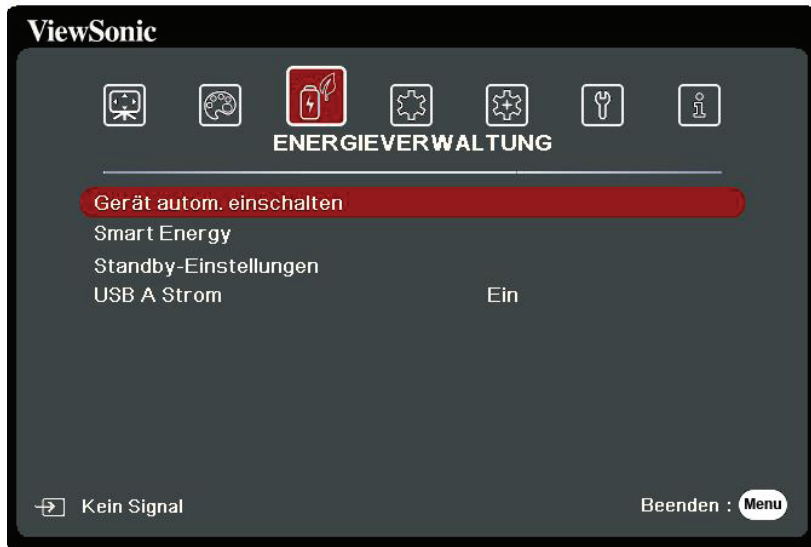 ViewSonic
ENERGIEVERWALTUNG
Gerät autom. einschalten
Smart Energy
Standby-Einstellungen
USB A Strom Ein
Kein Signal Beenden : Menu